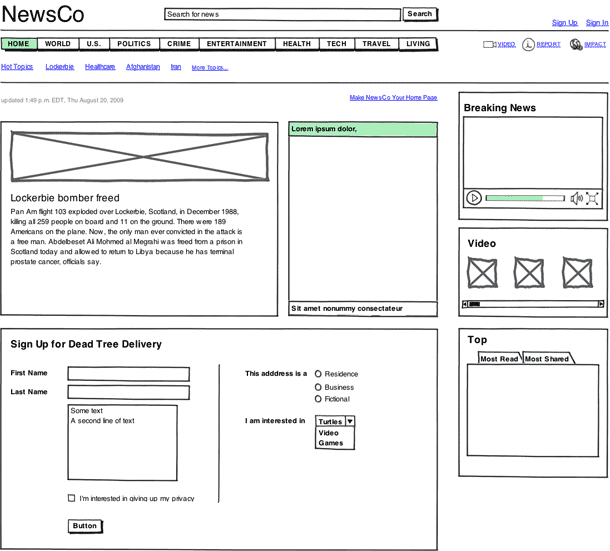 NewsCo
Search for news
Search
Sign Up Sign In
HOME WORLD U.S. POLITICS CRIME ENTERTAINMENT HEALTH TECH TRAVEL LIVING
VIDEO REPORT IMPACT
Hot Topics Lockerbie Healthcare Afghanistan Iran More Topics...
updated 1:49 p.m. EDT, Thu August 20, 2009
Make NewsCo Your Home Page
Lorem ipsum dolor,
Lockerbie bomber freed
Pan Am flight 103 exploded over Lockerbie, Scotland, in December 1988,
killing all 259 people on board and 11 on the ground. There were 189
Americans on the plane. Now, the only man ever convicted in the attack is
a free man. Abdelbeset Ali Mohmed al Megrahi was freed from a prison in
Scotland today and allowed to return to Libya because he has terminal
prostate cancer, officials say.
Sit amet nonummy consectateur
Breaking News
Video
Top
Most Read Most Shared
Sign Up for Dead Tree Delivery
First Name
Last Name
Some text
A second line of text
I'm interested in giving up my privacy
Button
This adddress is a
Residence
Business
Fictional
I am interested in
Turtles
Video
Games